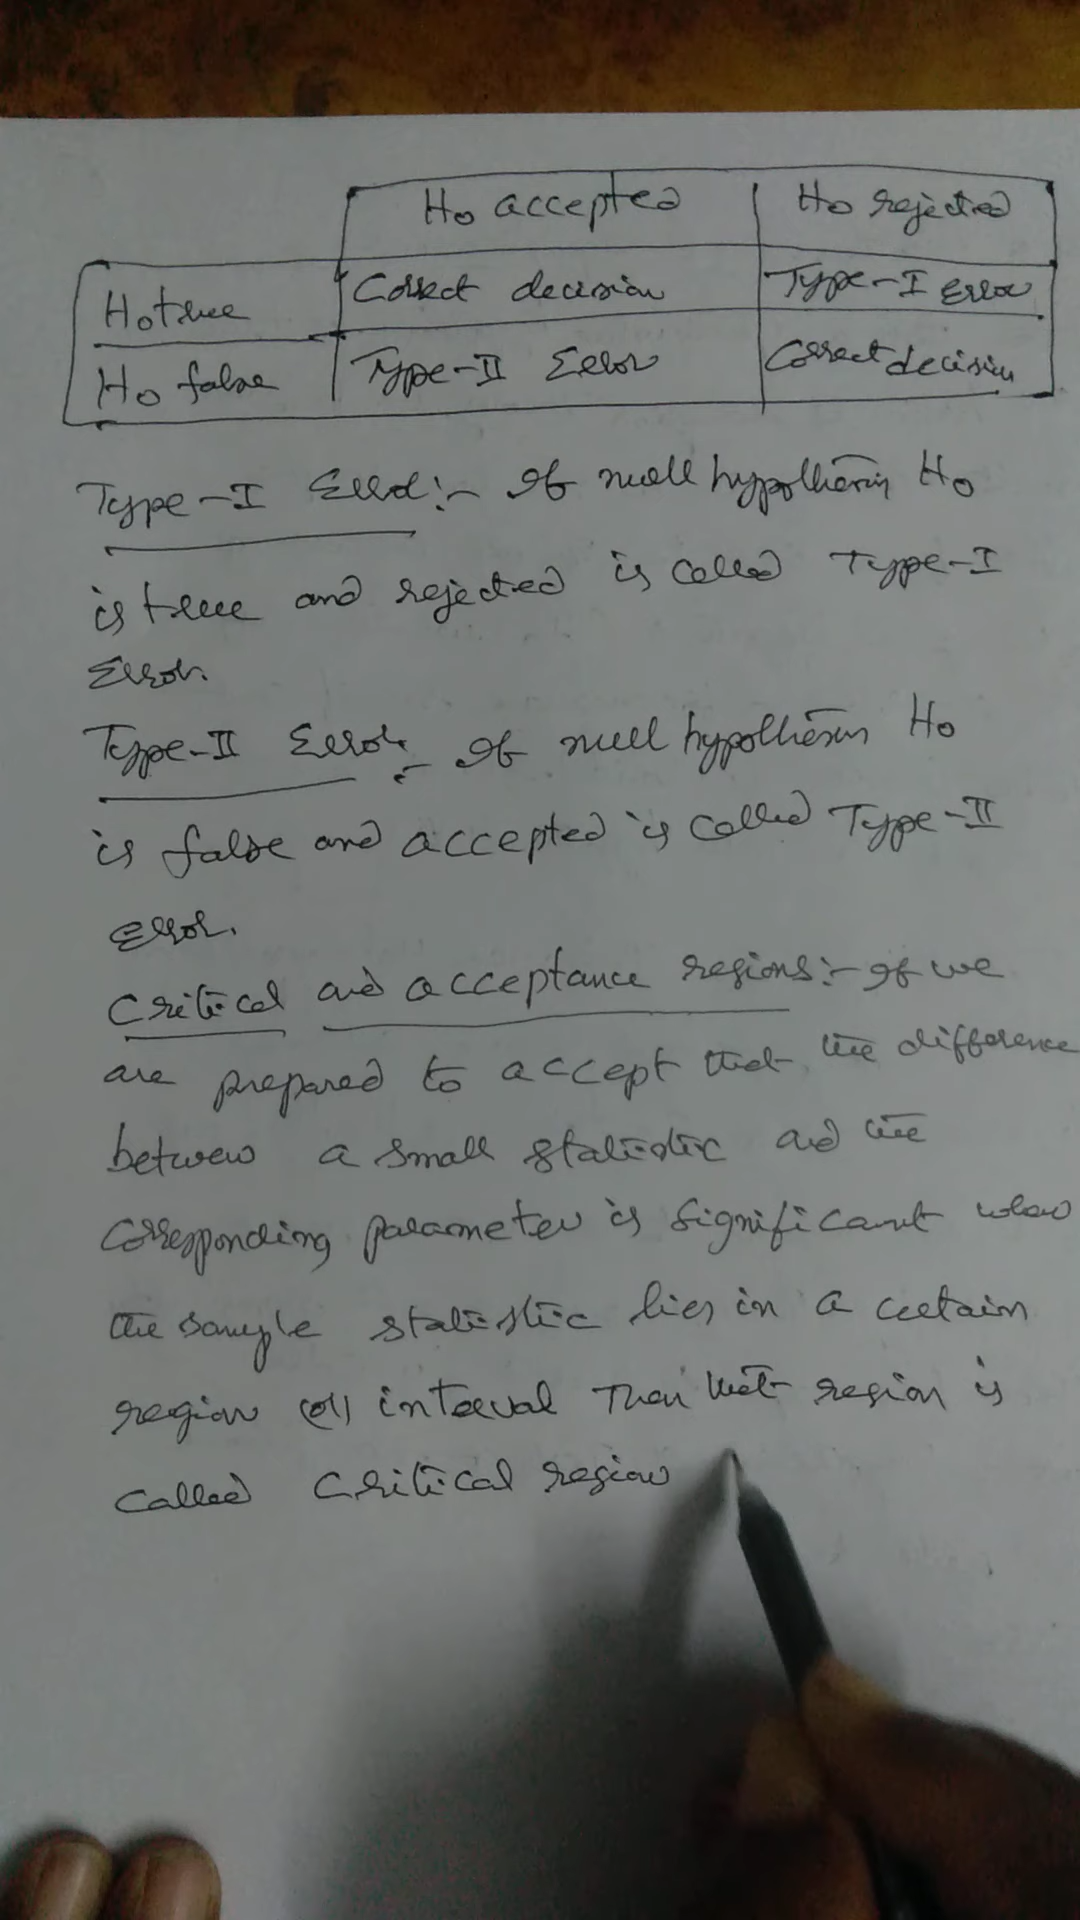 Ho accepted Ho rejected
Ho true Correct decision Type-I Error
Ho false Type-II Error Correct decision
Type-I Error:- If null hypothesis Ho
is true and rejected is called Type-I
Error.
Type-II Error:- If null hypothesis Ho
is false and accepted is called Type-II
Error.
Critical and acceptance regions:- If we
are prepared to accept that the difference
between a small statistic and the
corresponding parameter is significant when
the sample statistic lies in a certain
region (or) interval Then that region is
called Critical region